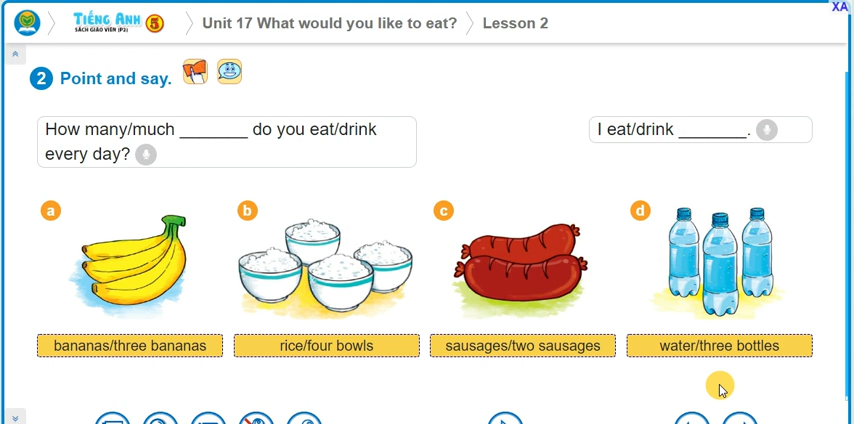 XA
TIẾNG ANH 5
SÁCH GIÁO VIÊN (P2)
Unit 17 What would you like to eat?
Lesson 2
2 Point and say.
How many/much ________ do you eat/drink
every day?
I eat/drink ________.
a
b
c
d
bananas/three bananas
rice/four bowls
sausages/two sausages
water/three bottles